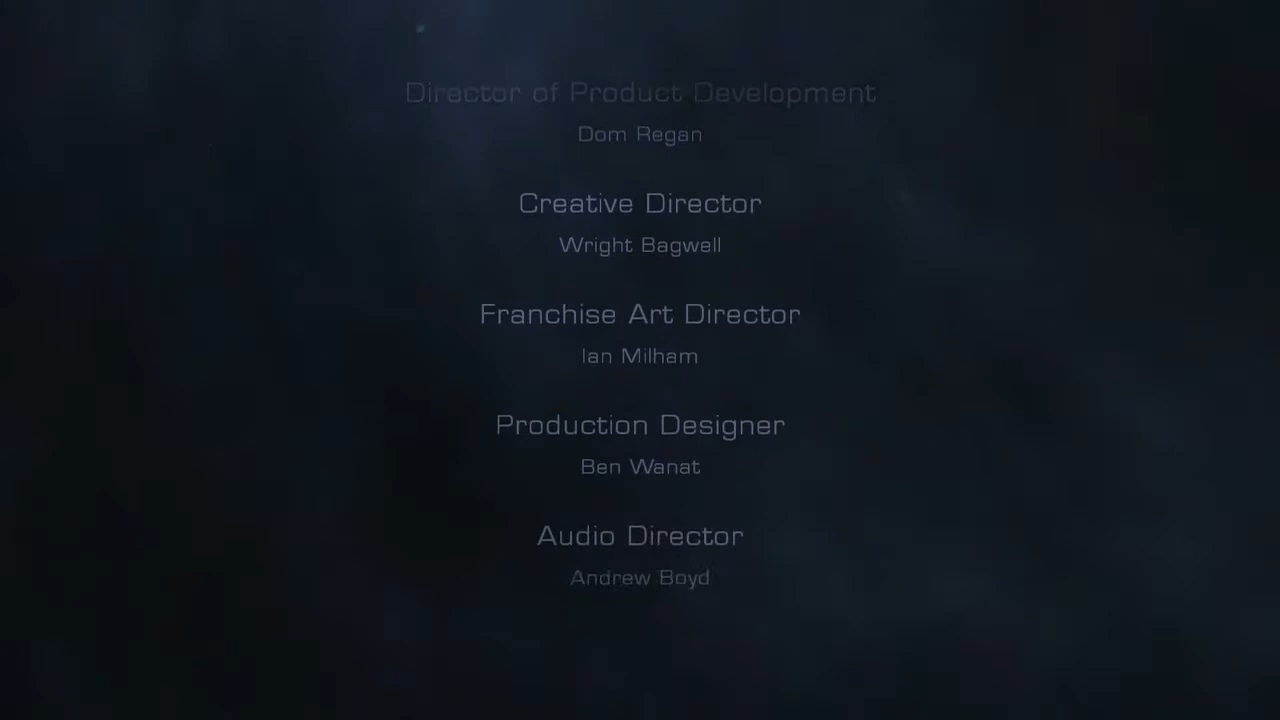 Director of Product Development
Dom Regan
Creative Director
Wright Bagwell
Franchise Art Director
Ian Milham
Production Designer
Ben Wanat
Audio Director
Andrew Boyd